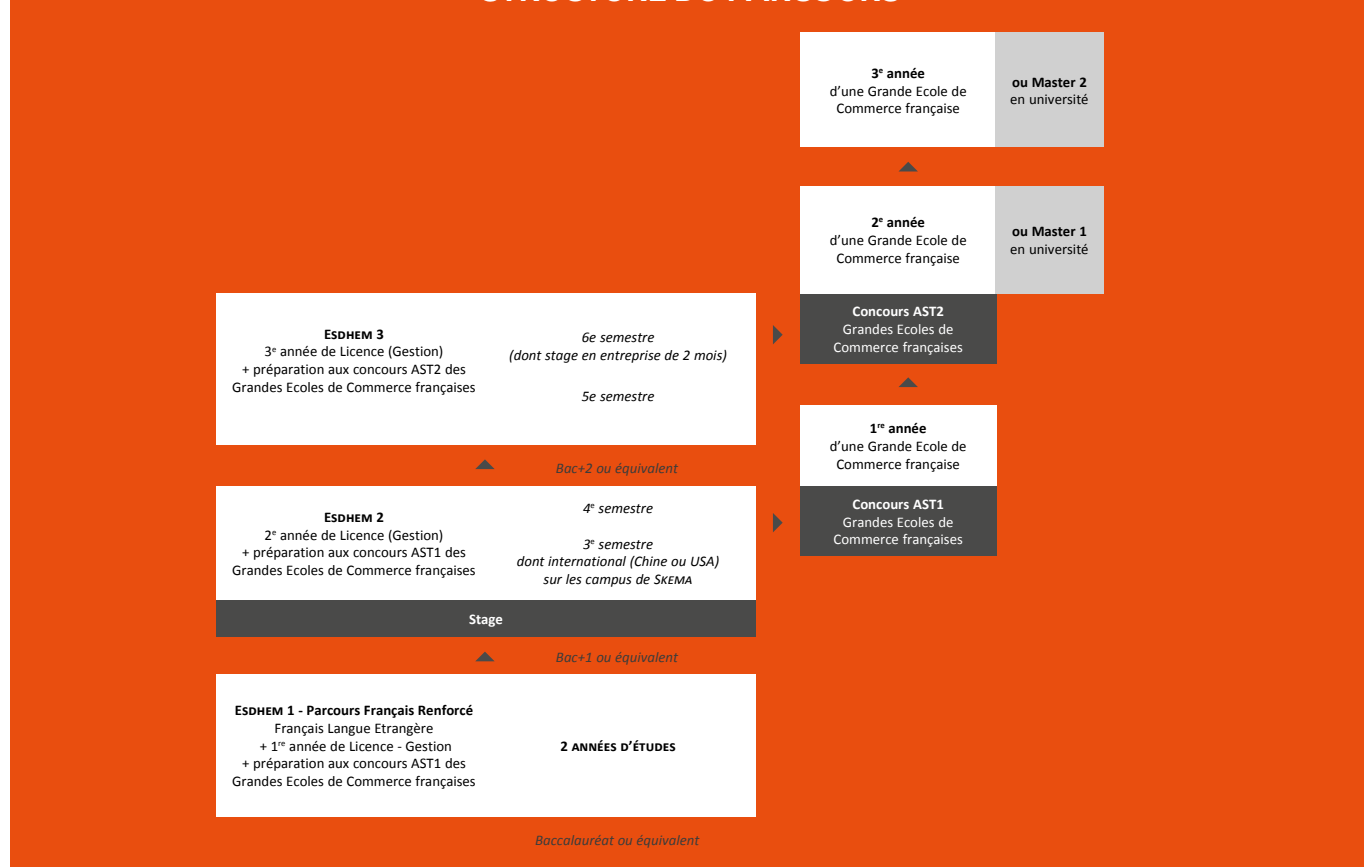 STRUCTURE DU PARCOURS
3e année
d'une Grande Ecole de
Commerce française
ou Master 2
en université
2e année
d'une Grande Ecole de
Commerce française
ou Master 1
en université
Concours AST2
Grandes Ecoles de
Commerce françaises
ESDHEM 3
3e année de Licence (Gestion)
+ préparation aux concours AST2 des
Grandes Ecoles de Commerce françaises
6e semestre
(dont stage en entreprise de 2 mois)
5e semestre
1re année
d'une Grande Ecole de
Commerce française
Bac+2 ou équivalent
ESDHEM 2
2e année de Licence (Gestion)
+ préparation aux concours AST1 des
Grandes Ecoles de Commerce françaises
4e semestre
3e semestre
dont international (Chine ou USA)
sur les campus de SKEMA
Concours AST1
Grandes Ecoles de
Commerce françaises
Stage
Bac+1 ou équivalent
ESDHEM 1 - Parcours Français Renforcé
Français Langue Etrangère
+ 1re année de Licence - Gestion
+ préparation aux concours AST1 des
Grandes Ecoles de Commerce françaises
2 ANNÉES D'ÉTUDES
Baccalauréat ou équivalent